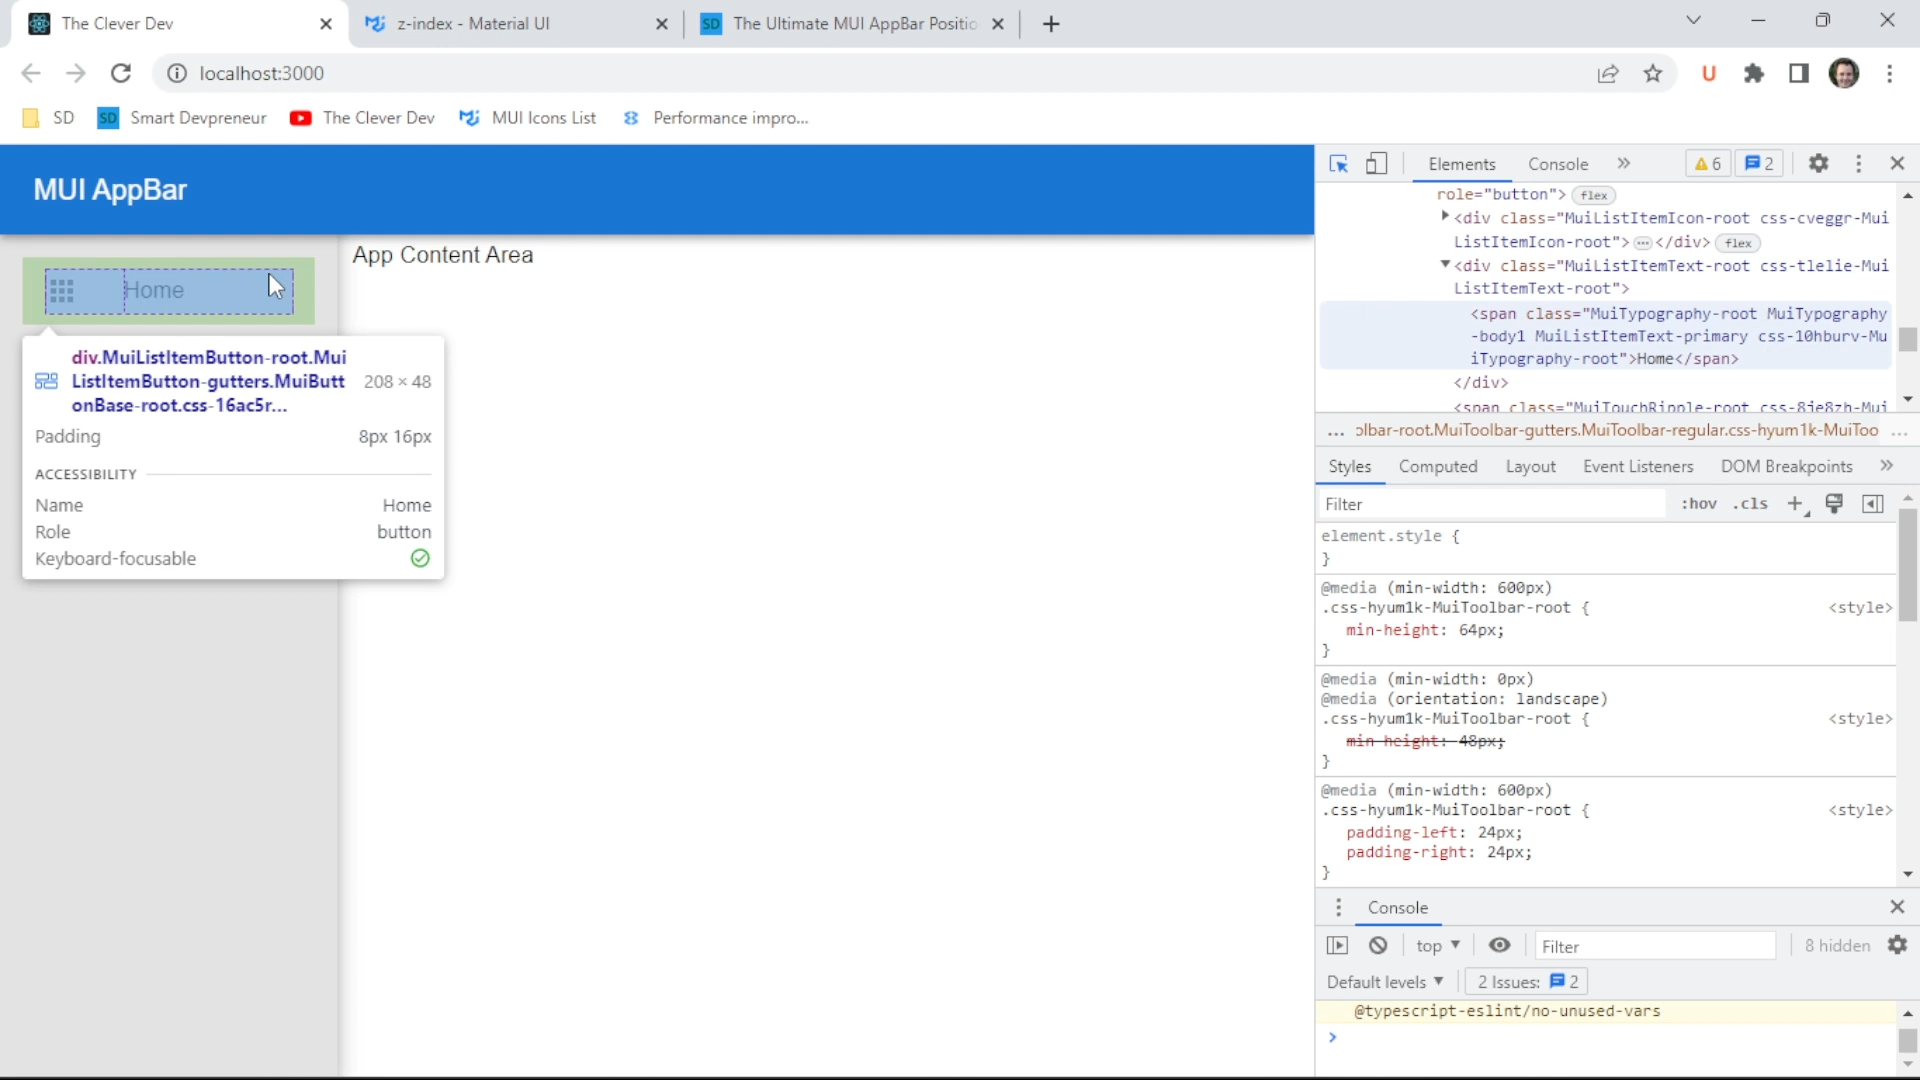 The Clever Dev
z-index - Material UI
SD The Ultimate MUI AppBar Positio
localhost:3000
U
SD
SD Smart Devpreneur
The Clever Dev
MUI Icons List
Performance impro...
MUI AppBar
App Content Area
Home
div.MuiListItemButton-root.Mui
ListItemButton-gutters.MuiButt
onBase-root.css-16ac5r...
208 × 48
Padding 8px 16px
ACCESSIBILITY
Name Home
Role button
Keyboard-focusable
Elements Console » 6 2
role="button"> flex
<div class="MuiListItemIcon-root css-cveggr-Mui
ListItemIcon-root"> ⋯ </div> flex
<div class="MuiListItemText-root css-tlelie-Mui
ListItemText-root">
<span class="MuiTypography-root MuiTypography
-body1 MuiListItemText-primary css-10hburv-Mu
iTypography-root">Home</span>
</div>
<span class="MuiTouchRipple-root css-8je8zh-Mui
... olbar-root.MuiToolbar-gutters.MuiToolbar-regular.css-hyum1k-MuiToo ...
Styles Computed Layout Event Listeners DOM Breakpoints »
Filter :hov .cls +
element.style {
}
@media (min-width: 600px)
.css-hyum1k-MuiToolbar-root { <style>
min-height: 64px;
}
@media (min-width: 0px)
@media (orientation: landscape)
.css-hyum1k-MuiToolbar-root { <style>
min-height: 48px;
}
@media (min-width: 600px)
.css-hyum1k-MuiToolbar-root { <style>
padding-left: 24px;
padding-right: 24px;
}
Console
top Filter 8 hidden
Default levels 2 Issues: 2
@typescript-eslint/no-unused-vars
>